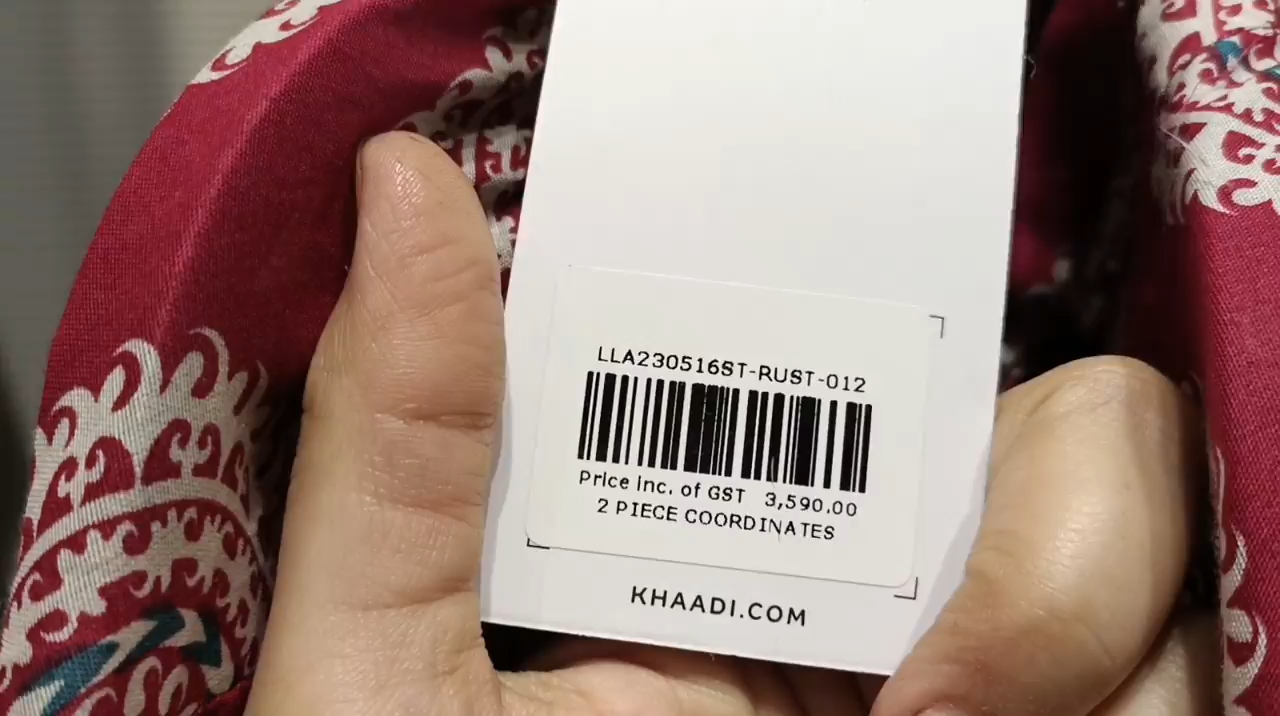 LLA230516ST-RUST-012
Price inc. of GST 3,590.00
2 PIECE COORDINATES
KHAADI.COM